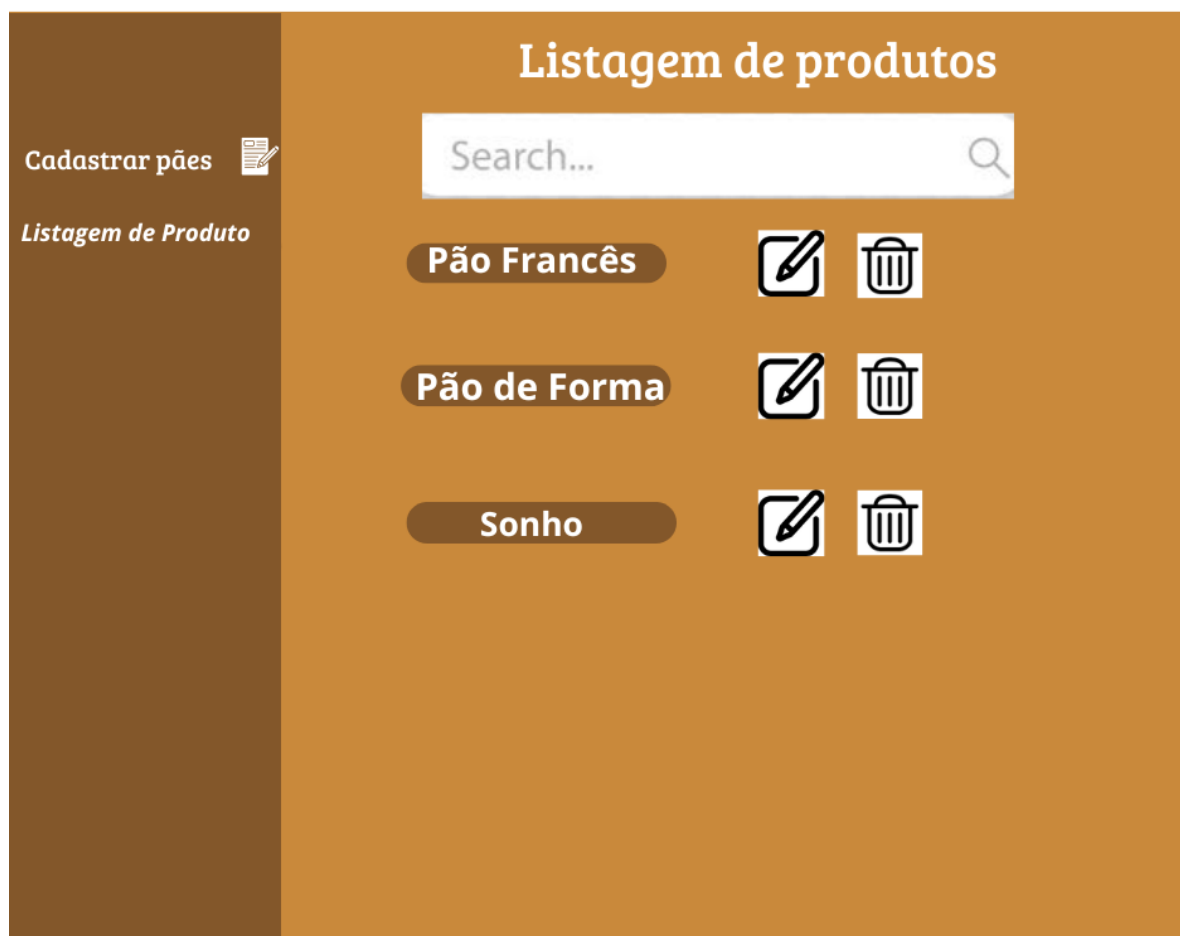 Listagem de produtos
Search...
Cadastrar pães
Listagem de Produto
Pão Francês
Pão de Forma
Sonho